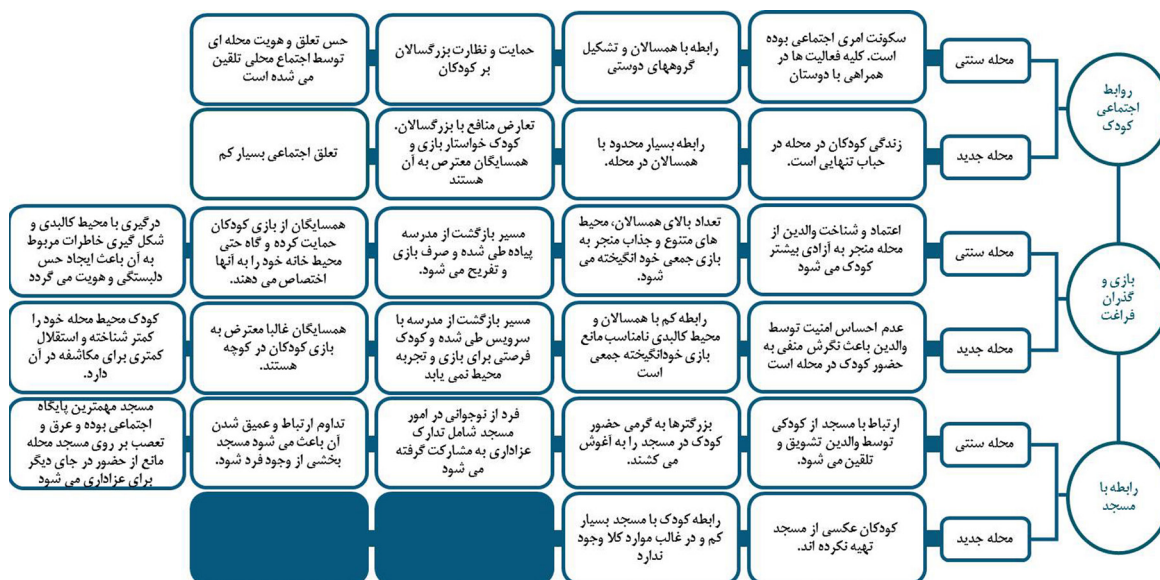 روابط
اجتماعی
کودک
محله سنتی
سکونت امری اجتماعی بوده
است. کلیه فعالیت ها در
همراهی با دوستان
رابطه با همسالان و تشکیل
گروههای دوستی
حمایت و نظارت بزرگسالان
بر کودکان
حس تعلق و هویت محله ای
توسط اجتماع محلی تلقین
می شده است
محله جدید
زندگی کودکان در محله در
حباب تنهایی است.
رابطه بسیار محدود با
همسالان در محله.
تعارض منافع با بزرگسالان.
کودک خواستار بازی و
همسایگان معترض به آن
هستند
تعلق اجتماعی بسیار کم
بازی و
گذران
فراغت
محله سنتی
اعتماد و شناخت والدین از
محله منجر به آزادی بیشتر
کودک می شود
تعداد بالای همسالان، محیط
های متنوع و جذاب منجر به
بازی جمعی خود انگیخته می
شود.
مسیر بازگشت از مدرسه
پیاده طی شده و صرف بازی
و تفریح می شود.
همسایگان از بازی کودکان
حمایت کرده و گاه حتی
محیط خانه خود را به آنها
اختصاص می دهند.
درگیری با محیط کالبدی و
شکل گیری خاطرات مربوط
به آن باعث ایجاد حس
دلبستگی و هویت می گردد
محله جدید
عدم احساس امنیت توسط
والدین باعث نگرش منفی به
حضور کودک در محله است
رابطه کم با همسالان و
محیط کالبدی نامناسب مانع
بازی خودانگیخته جمعی
است
مسیر بازگشت از مدرسه با
سرویس طی شده و کودک
فرصتی برای بازی و تجربه
محیط نمی یابد
همسایگان غالبا معترض به
بازی کودکان در کوچه
هستند.
کودک محیط محله خود را
کمتر شناخته و استقلال
کمتری برای مکاشفه در آن
دارد.
رابطه با
مسجد
محله سنتی
ارتباط با مسجد از کودکی
توسط والدین تشویق و
تلقین می شود.
بزرگترها به گرمی حضور
کودک در مسجد را به آغوش
می کشند.
فرد از نوجوانی در امور
مسجد شامل تدارک
عزاداری به مشارکت گرفته
می شود
تداوم ارتباط و عمیق شدن
آن باعث می شود مسجد
بخشی از وجود فرد شود.
مسجد مهمترین پایگاه
اجتماعی بوده و عرق و
تعصب بر روی مسجد محله
مانع از حضور در جای دیگر
برای عزاداری می شود
محله جدید
کودکان عکسی از مسجد
تهیه نکرده اند.
رابطه کودک با مسجد بسیار
کم و در غالب موارد کلا وجود
ندارد